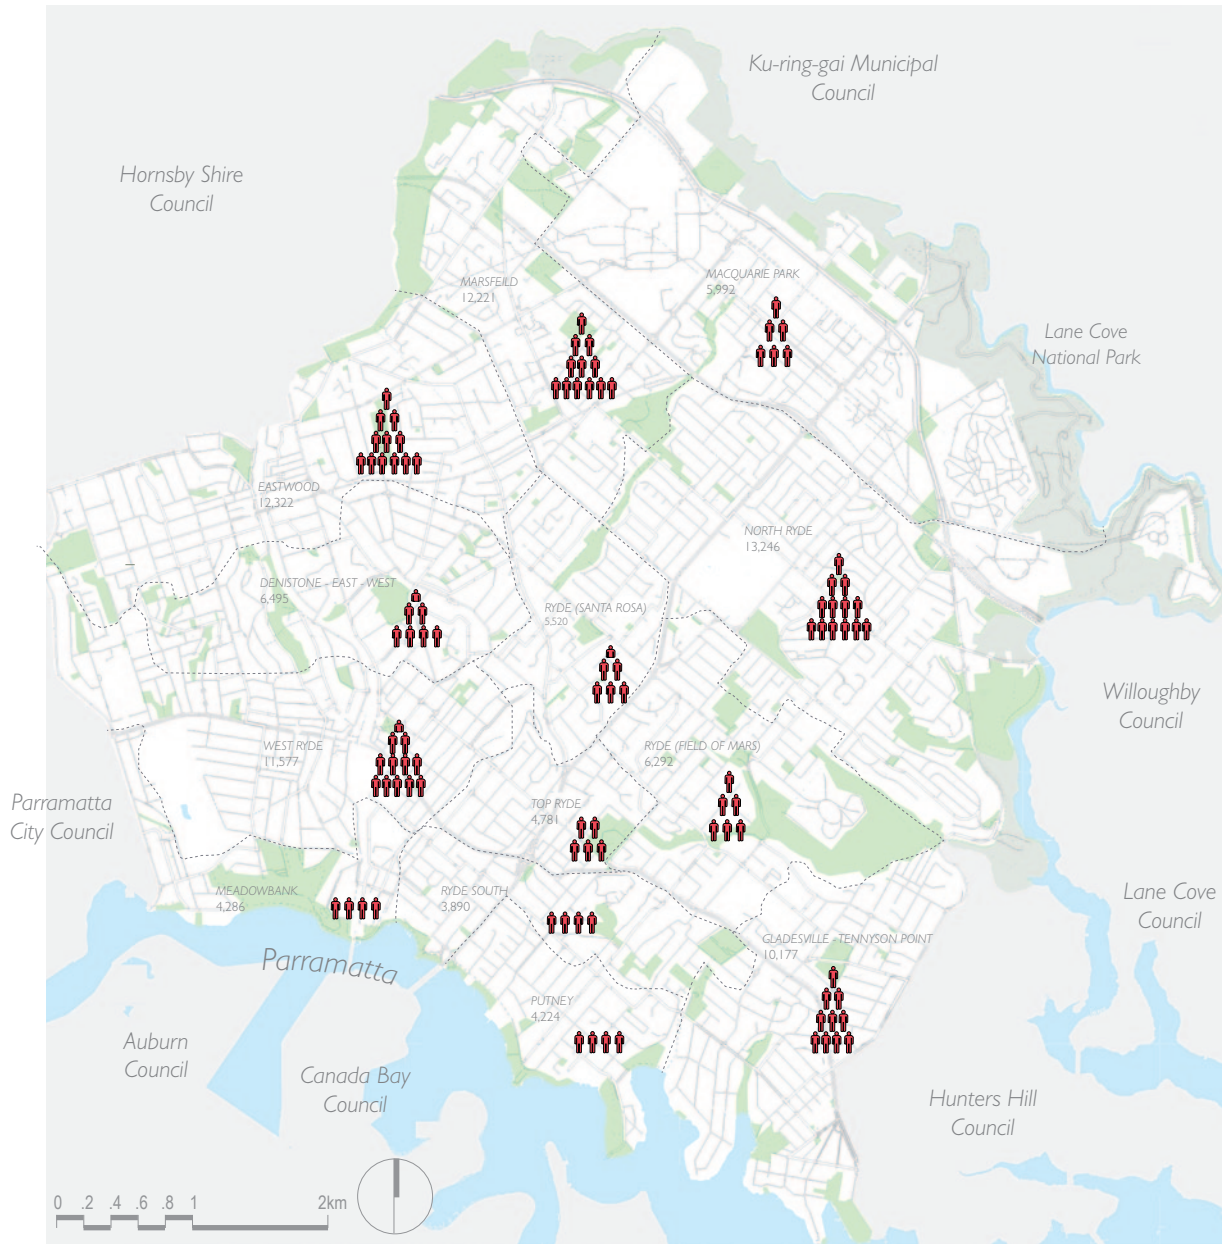 Ku-ring-gai Municipal
Council
Hornsby Shire
Council
MARSFEILD
12,221
MACQUARIE PARK
5,992
Lane Cove
National Park
EASTWOOD
12,322
NORTH RYDE
13,246
DENISTONE - EAST - WEST
6,495
RYDE (SANTA ROSA)
5,520
Willoughby
Council
WEST RYDE
11,577
RYDE (FIELD OF MARS)
6,292
Parramatta
City Council
TOP RYDE
4,781
MEADOWBANK
4,286
RYDE SOUTH
3,890
Lane Cove
Council
GLADESVILLE - TENNYSON POINT
10,177
Parramatta
PUTNEY
4,224
Auburn
Council
Canada Bay
Council
Hunters Hill
Council
0 .2 .4 .6 .8 1 2km